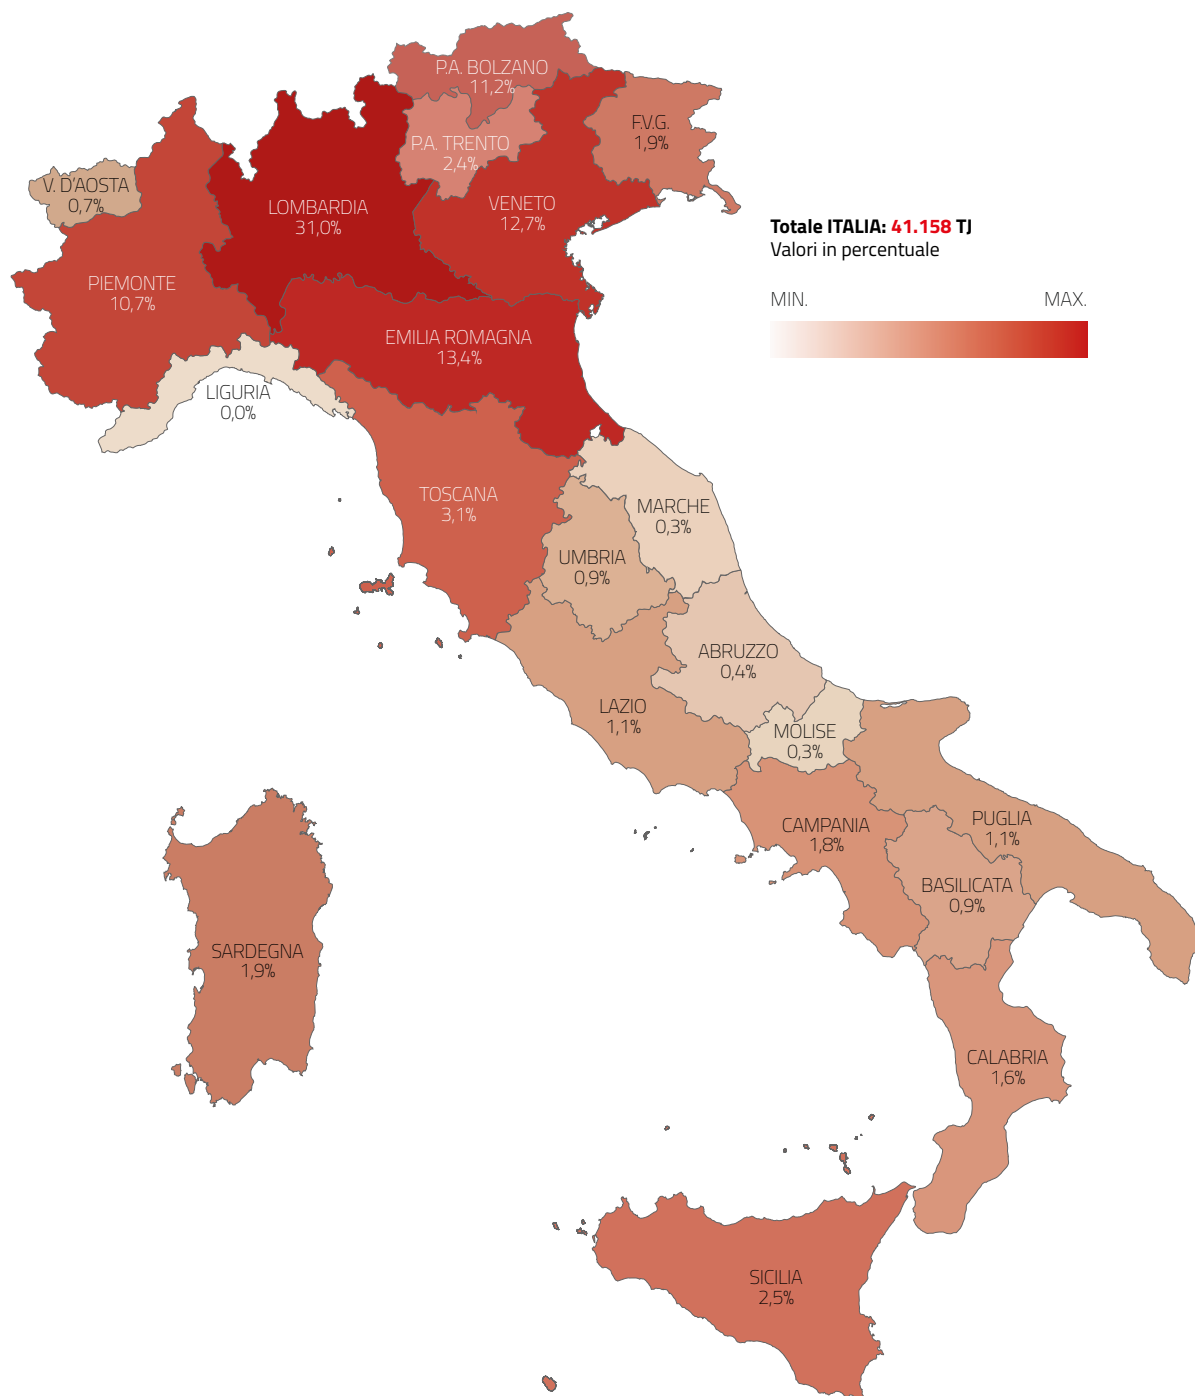 P.A. BOLZANO
11,2%
F.V.G.
1,9%
P.A. TRENTO
2,4%
V. D'AOSTA
0,7%
LOMBARDIA
31,0%
VENETO
12,7%
Totale ITALIA: 41.158 TJ
Valori in percentuale
MIN. MAX.
PIEMONTE
10,7%
EMILIA ROMAGNA
13,4%
LIGURIA
0,0%
TOSCANA
3,1%
MARCHE
0,3%
UMBRIA
0,9%
ABRUZZO
0,4%
LAZIO
1,1%
MOLISE
0,3%
CAMPANIA
1,8%
PUGLIA
1,1%
BASILICATA
0,9%
SARDEGNA
1,9%
CALABRIA
1,6%
SICILIA
2,5%